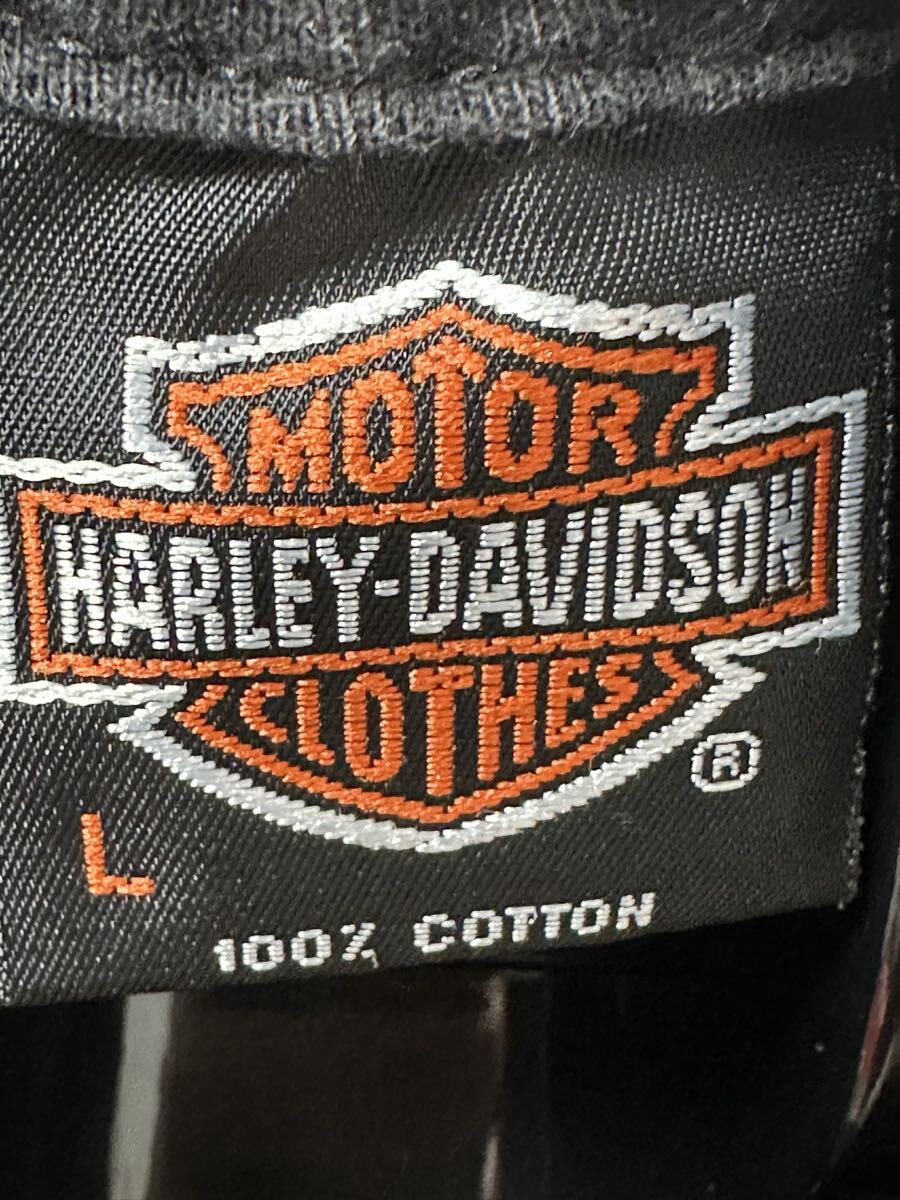 MOTOR
HARLEY-DAVIDSON
CLOTHES
®
L
100% COTTON